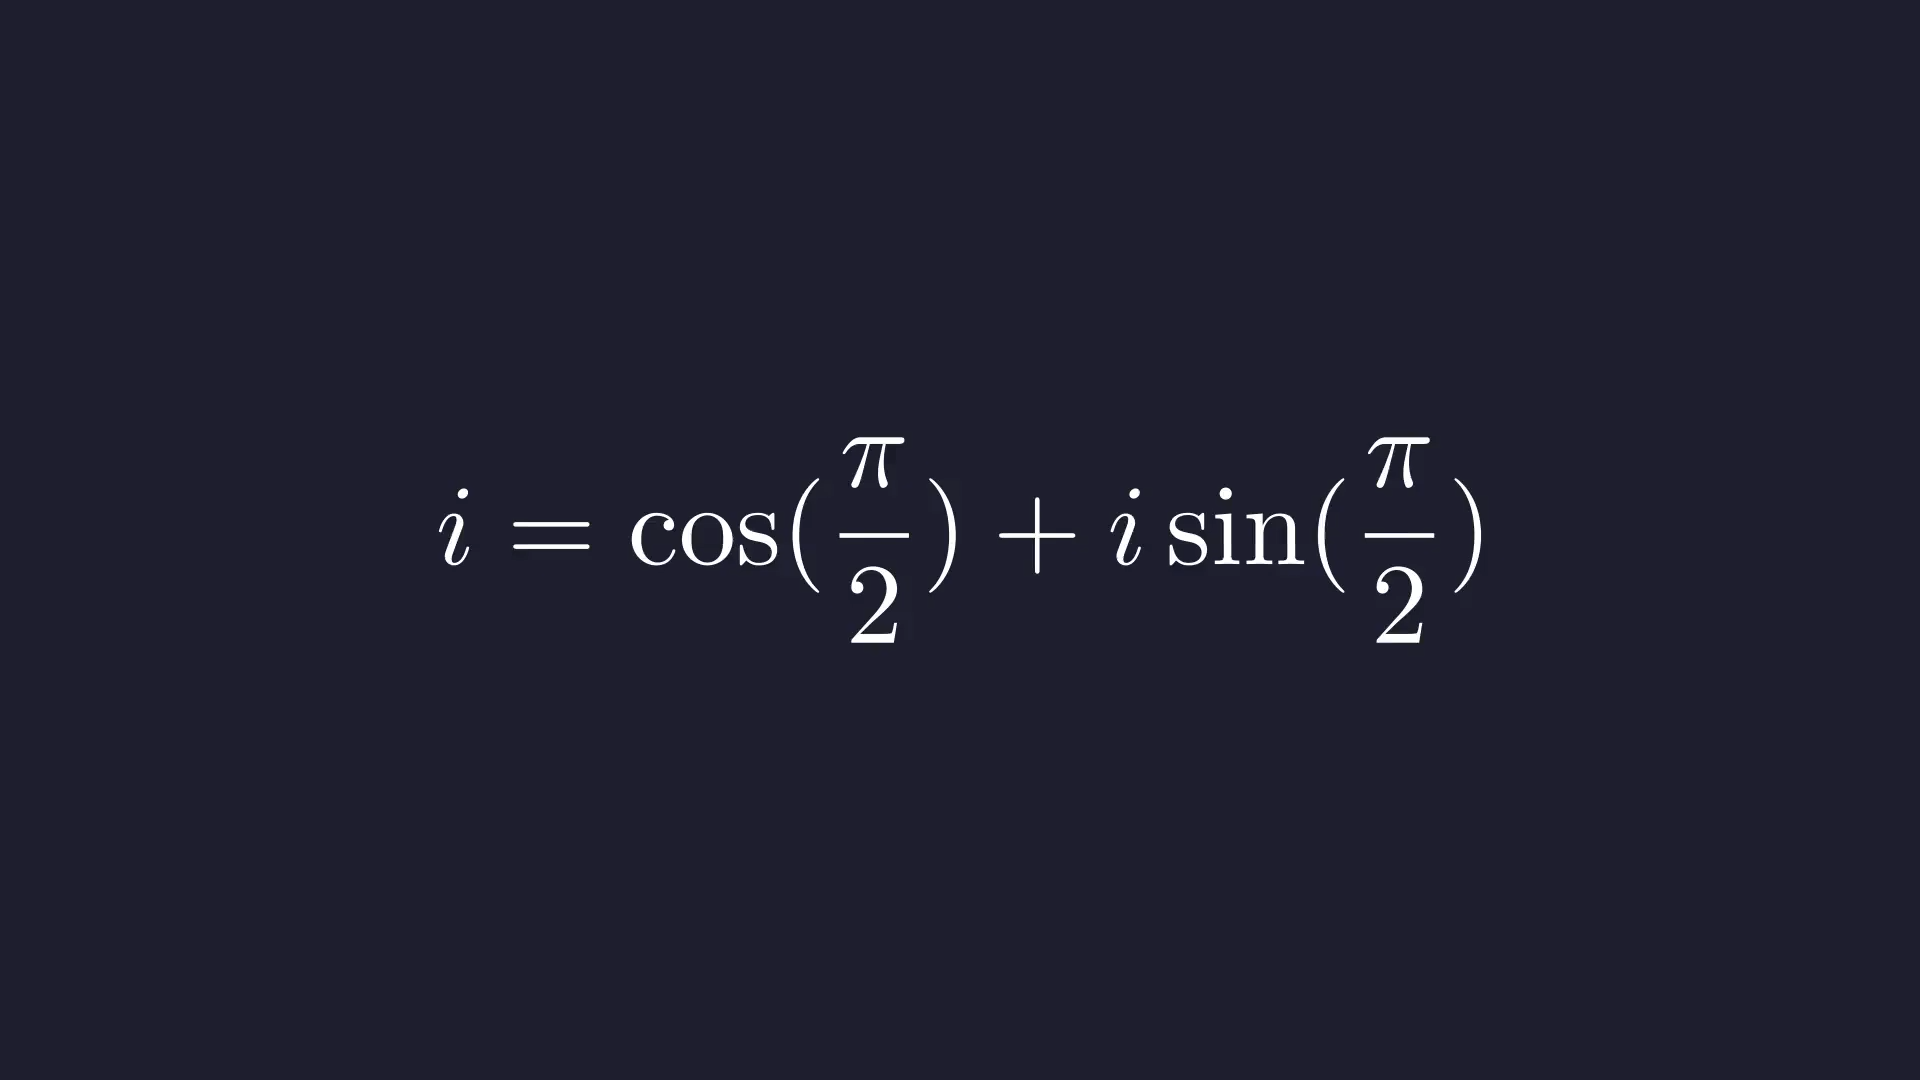 i = cos(π/2) + i sin(π/2)